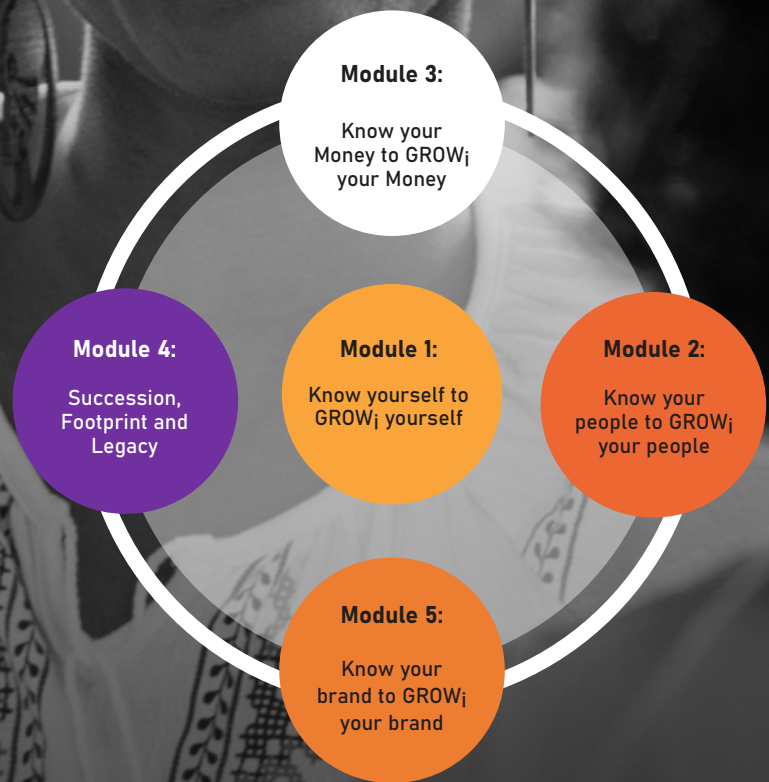 Module 3:
Know your
Money to GROW¡
your Money
Module 4:
Succession,
Footprint and
Legacy
Module 1:
Know yourself to
GROW¡ yourself
Module 2:
Know your
people to GROW¡
your people
Module 5:
Know your
brand to GROW¡
your brand